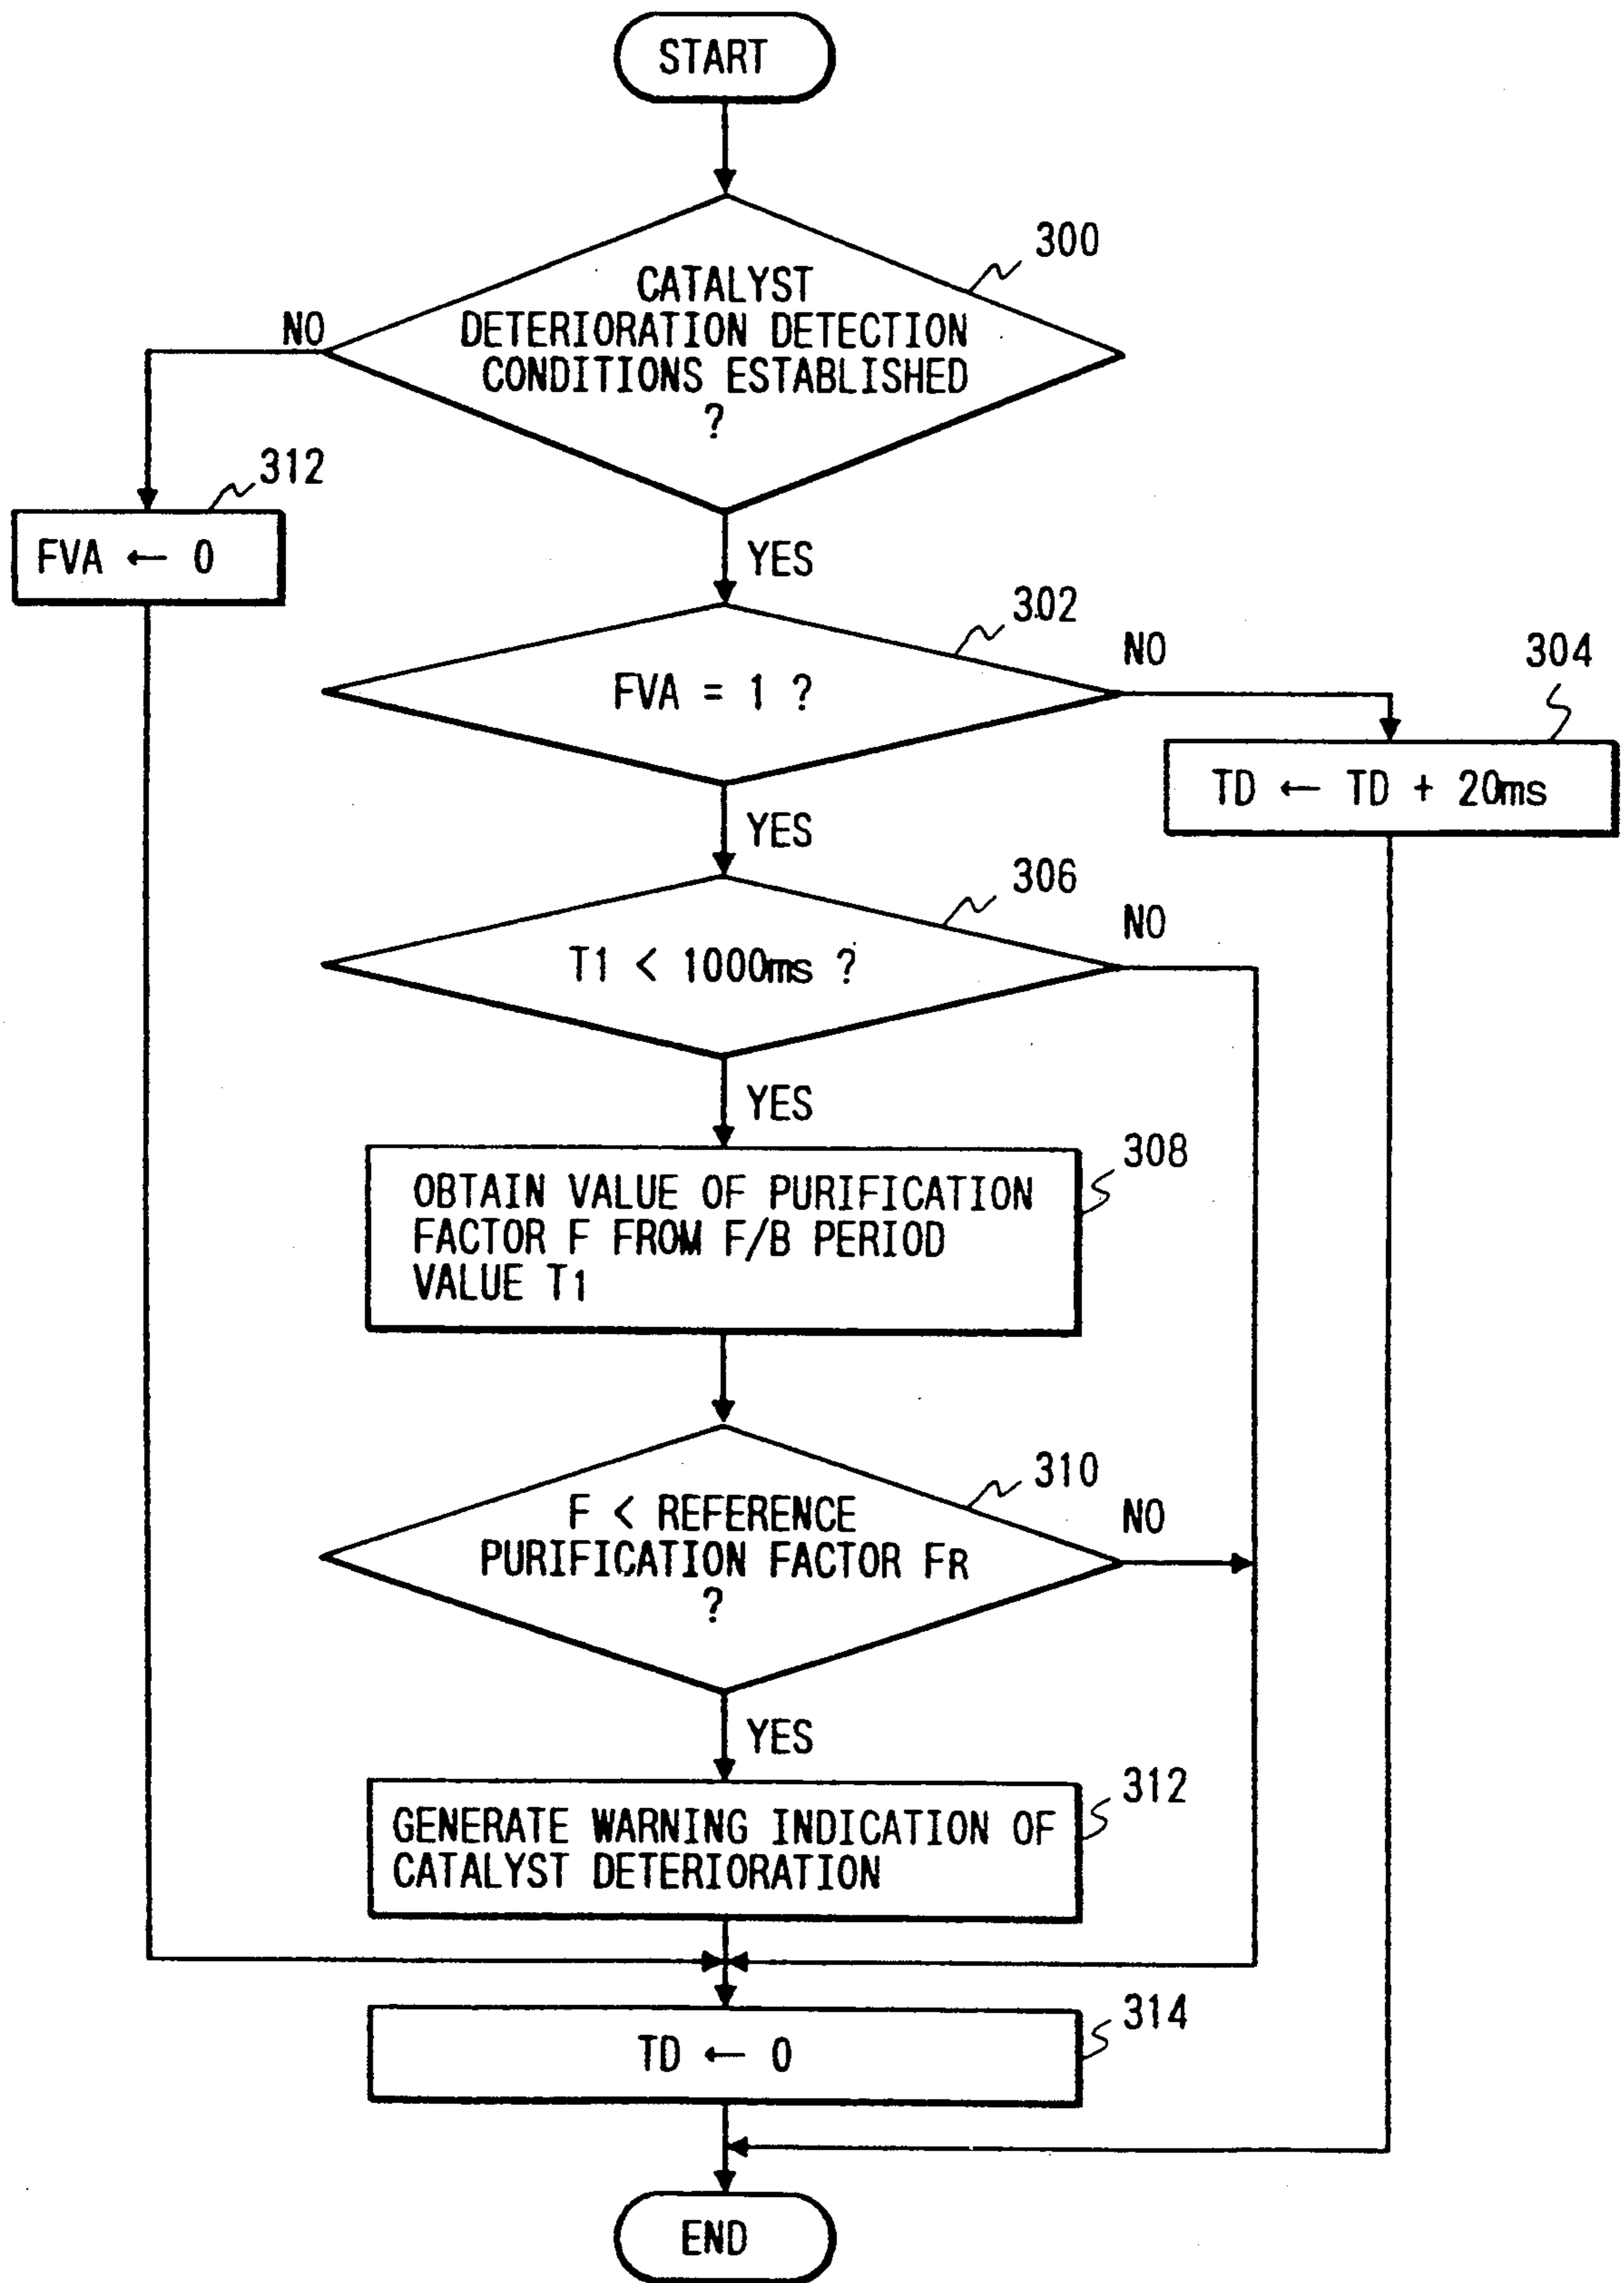 START
300
CATALYST
DETERIORATION DETECTION
CONDITIONS ESTABLISHED
?
NO
312
FVA ← 0
YES
302
FVA = 1 ?
NO
304
TD ← TD + 20ms
YES
306
T1 < 1000ms ?
NO
YES
308
OBTAIN VALUE OF PURIFICATION
FACTOR F FROM F/B PERIOD
VALUE T1
310
F < REFERENCE
PURIFICATION FACTOR FR
?
NO
YES
312
GENERATE WARNING INDICATION OF
CATALYST DETERIORATION
314
TD ← 0
END